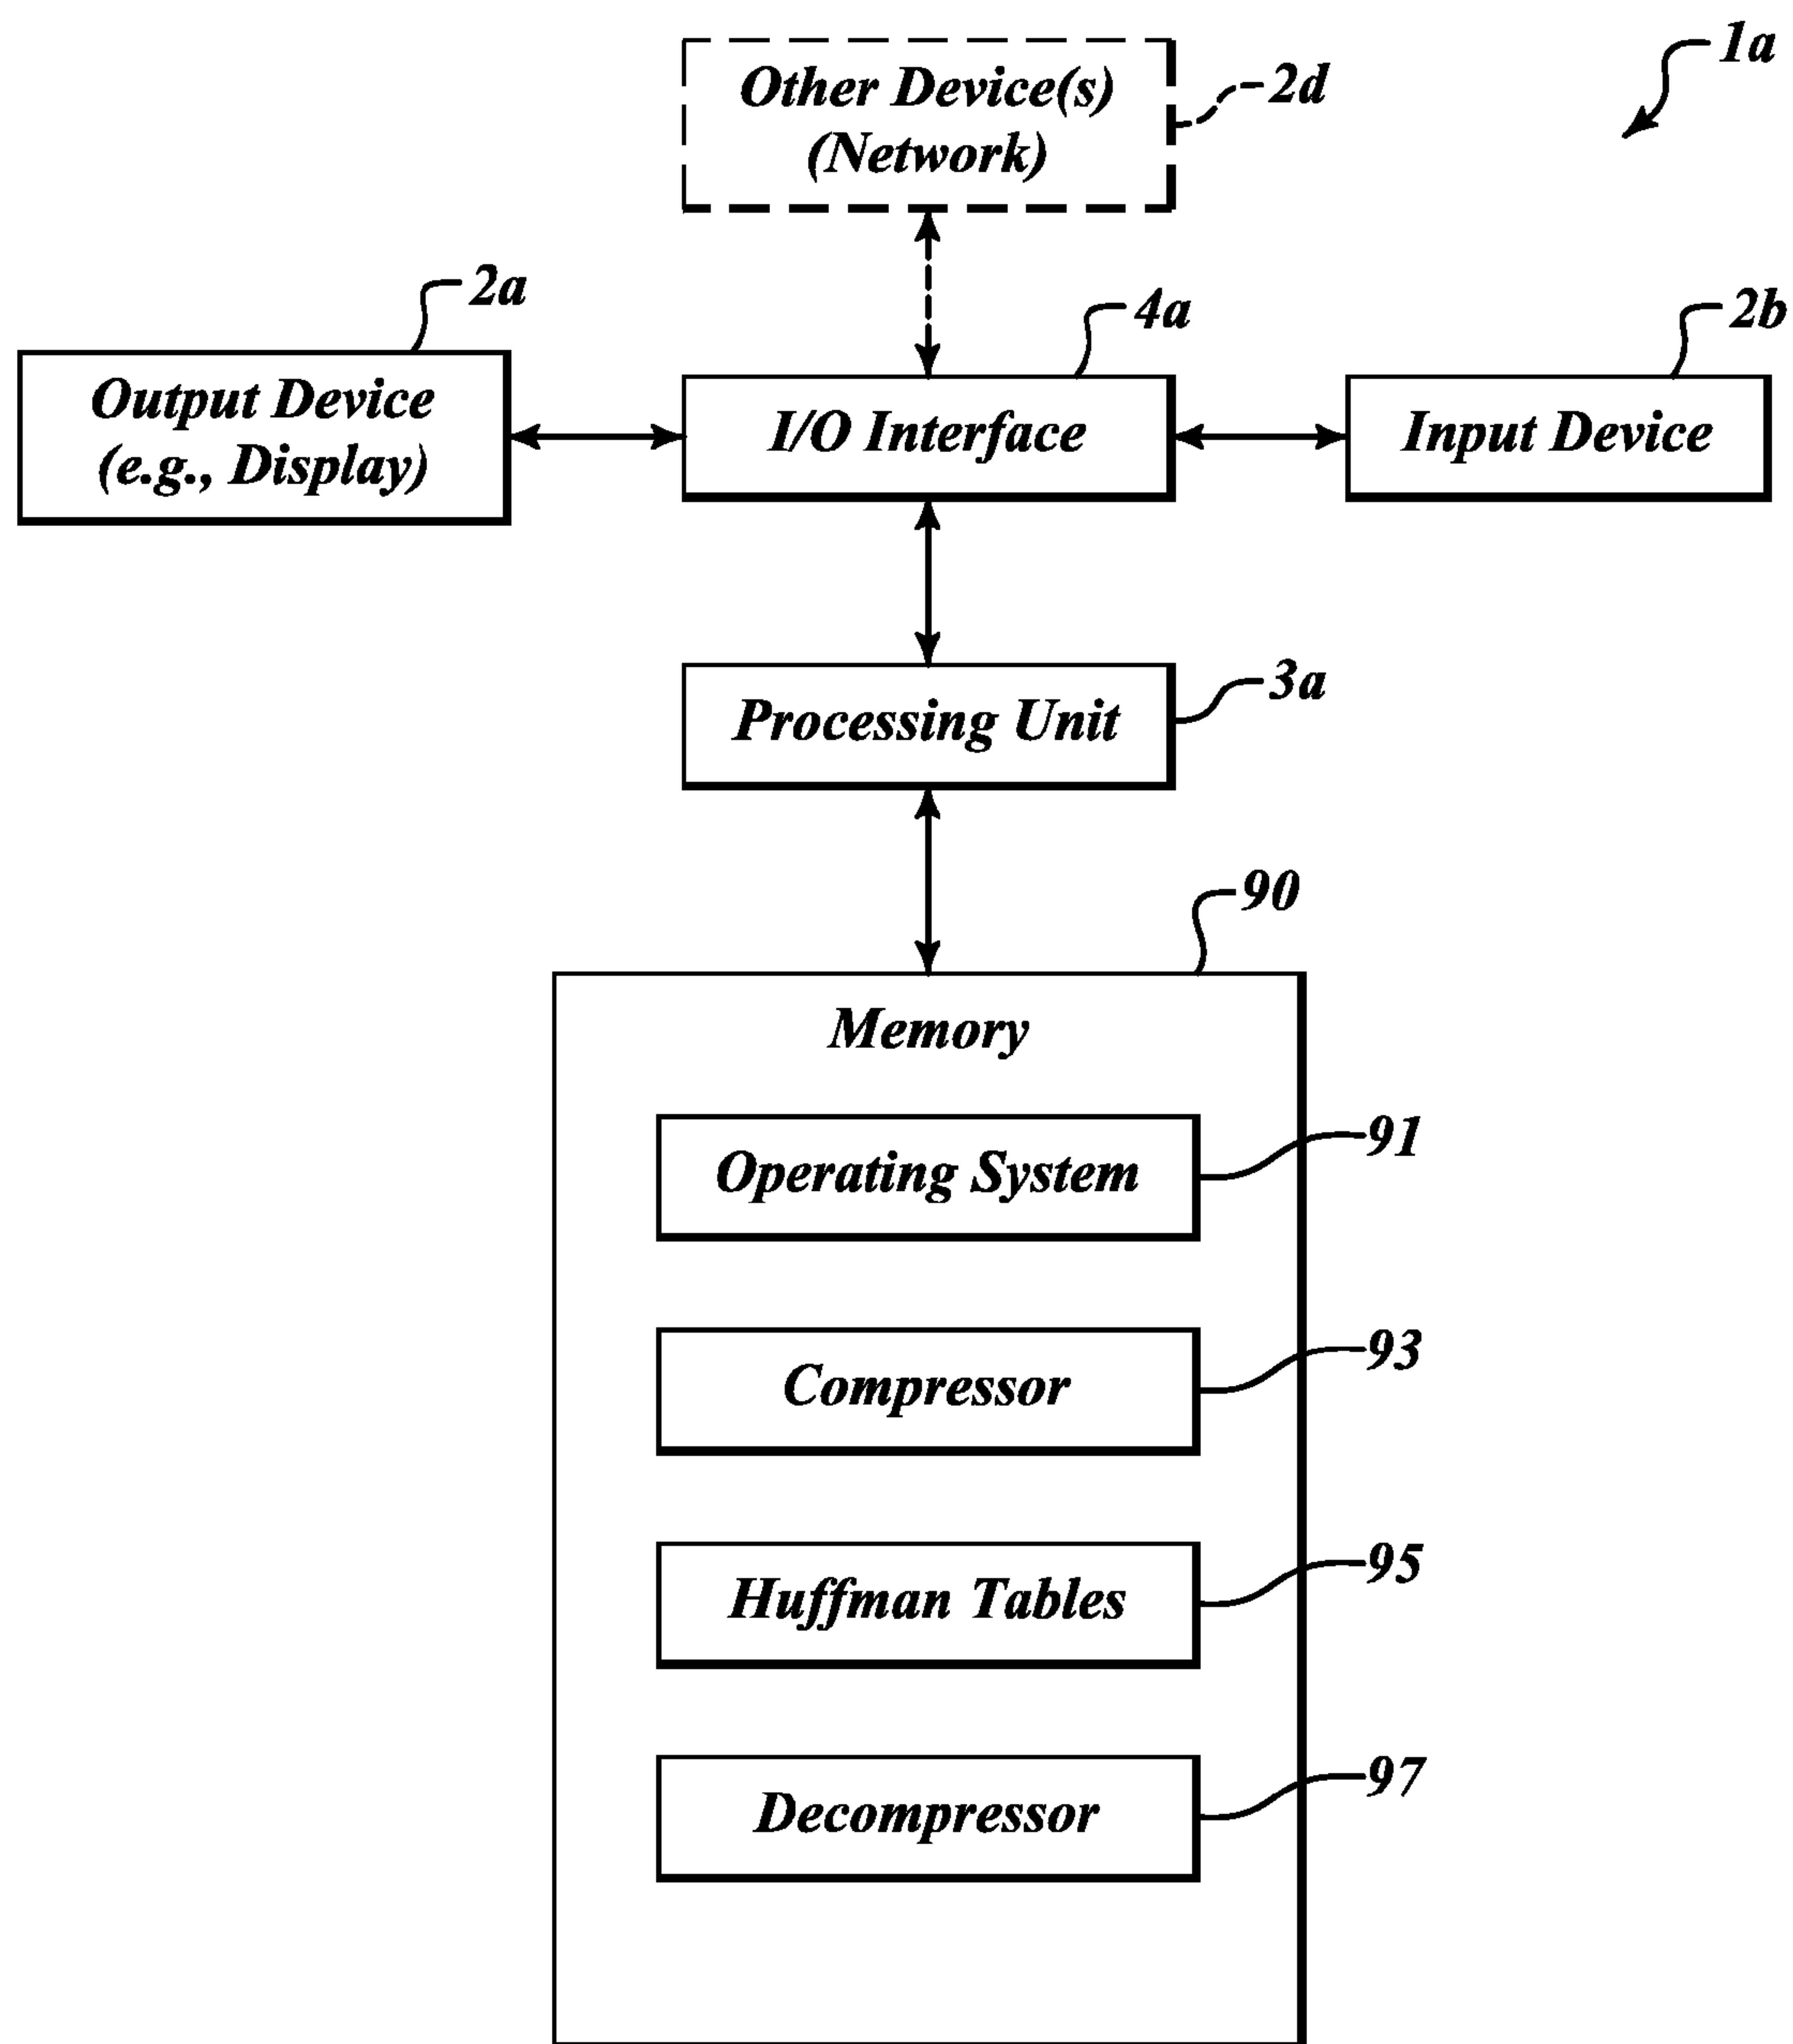 1a
Other Device(s)
(Network)
2d
2a
4a
2b
Output Device
(e.g., Display)
I/O Interface
Input Device
Processing Unit
3a
90
Memory
Operating System
91
Compressor
93
Huffman Tables
95
Decompressor
97